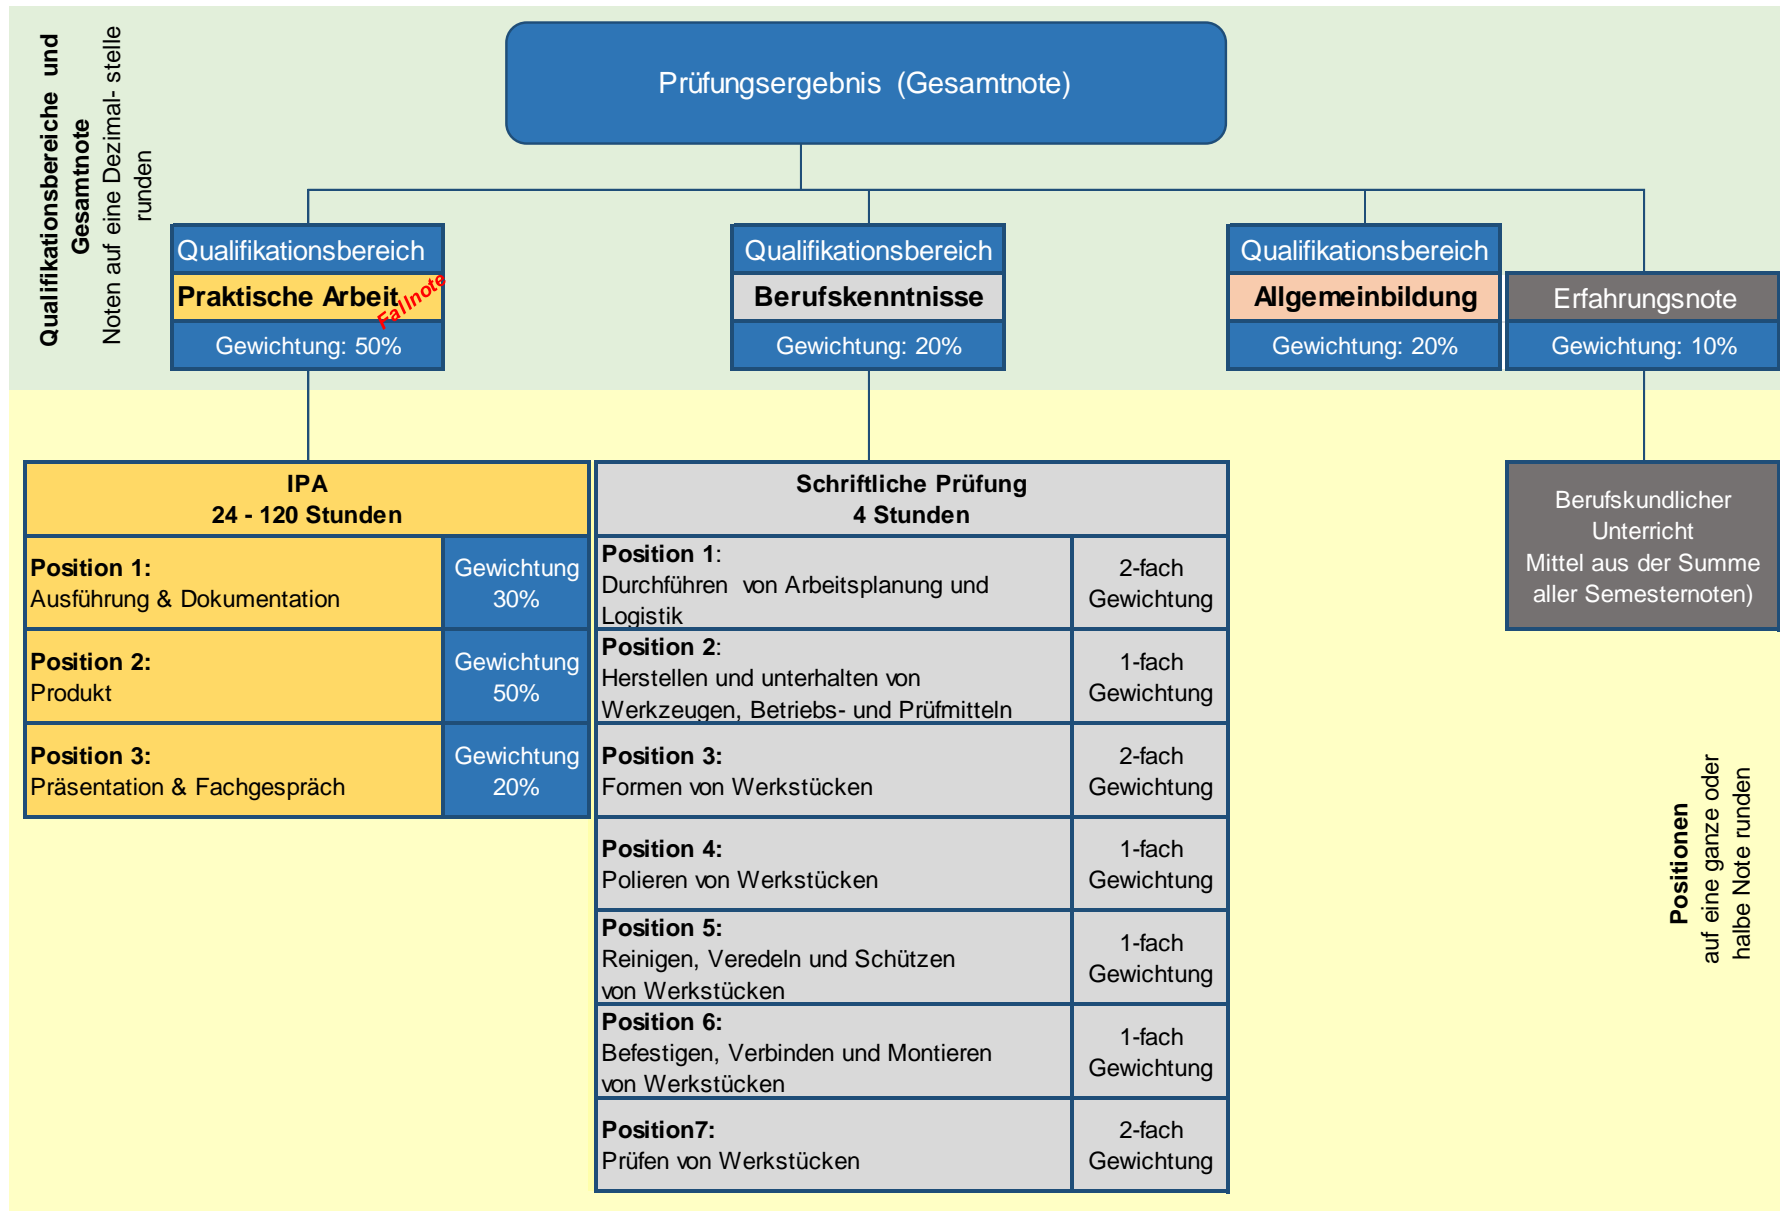 Qualifikationsbereiche und
Gesamtnote
Noten auf eine Dezimal- stelle
runden
Prüfungsergebnis (Gesamtnote)
Qualifikationsbereich
Praktische Arbeit
Fallnote
Gewichtung: 50%
Qualifikationsbereich
Berufskenntnisse
Gewichtung: 20%
Qualifikationsbereich
Allgemeinbildung
Gewichtung: 20%
Erfahrungsnote
Gewichtung: 10%
IPA
24 - 120 Stunden
Position 1:
Ausführung & Dokumentation
Gewichtung
30%
Position 2:
Produkt
Gewichtung
50%
Position 3:
Präsentation & Fachgespräch
Gewichtung
20%
Schriftliche Prüfung
4 Stunden
Position 1:
Durchführen von Arbeitsplanung und
Logistik
2-fach
Gewichtung
Position 2:
Herstellen und unterhalten von
Werkzeugen, Betriebs- und Prüfmitteln
1-fach
Gewichtung
Position 3:
Formen von Werkstücken
2-fach
Gewichtung
Position 4:
Polieren von Werkstücken
1-fach
Gewichtung
Position 5:
Reinigen, Veredeln und Schützen
von Werkstücken
1-fach
Gewichtung
Position 6:
Befestigen, Verbinden und Montieren
von Werkstücken
1-fach
Gewichtung
Position7:
Prüfen von Werkstücken
2-fach
Gewichtung
Berufskundlicher
Unterricht
Mittel aus der Summe
aller Semesternoten)
Positionen
auf eine ganze oder
halbe Note runden